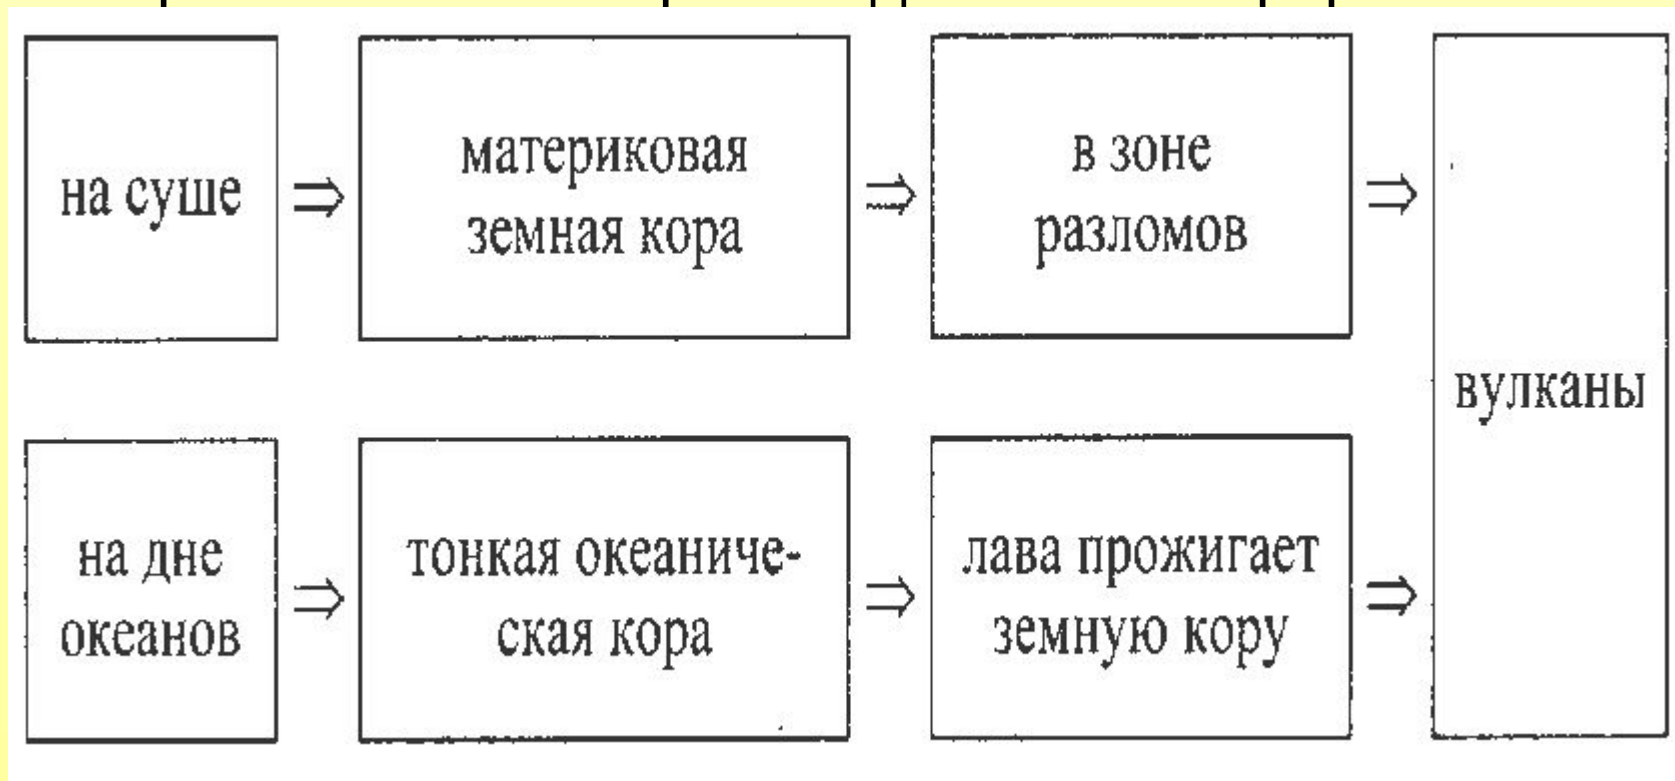 на суше
⇒
материковая
земная кора
⇒
в зоне
разломов
⇒
вулканы
на дне
океанов
⇒
тонкая океаниче-
ская кора
⇒
лава прожигает
земную кору
⇒